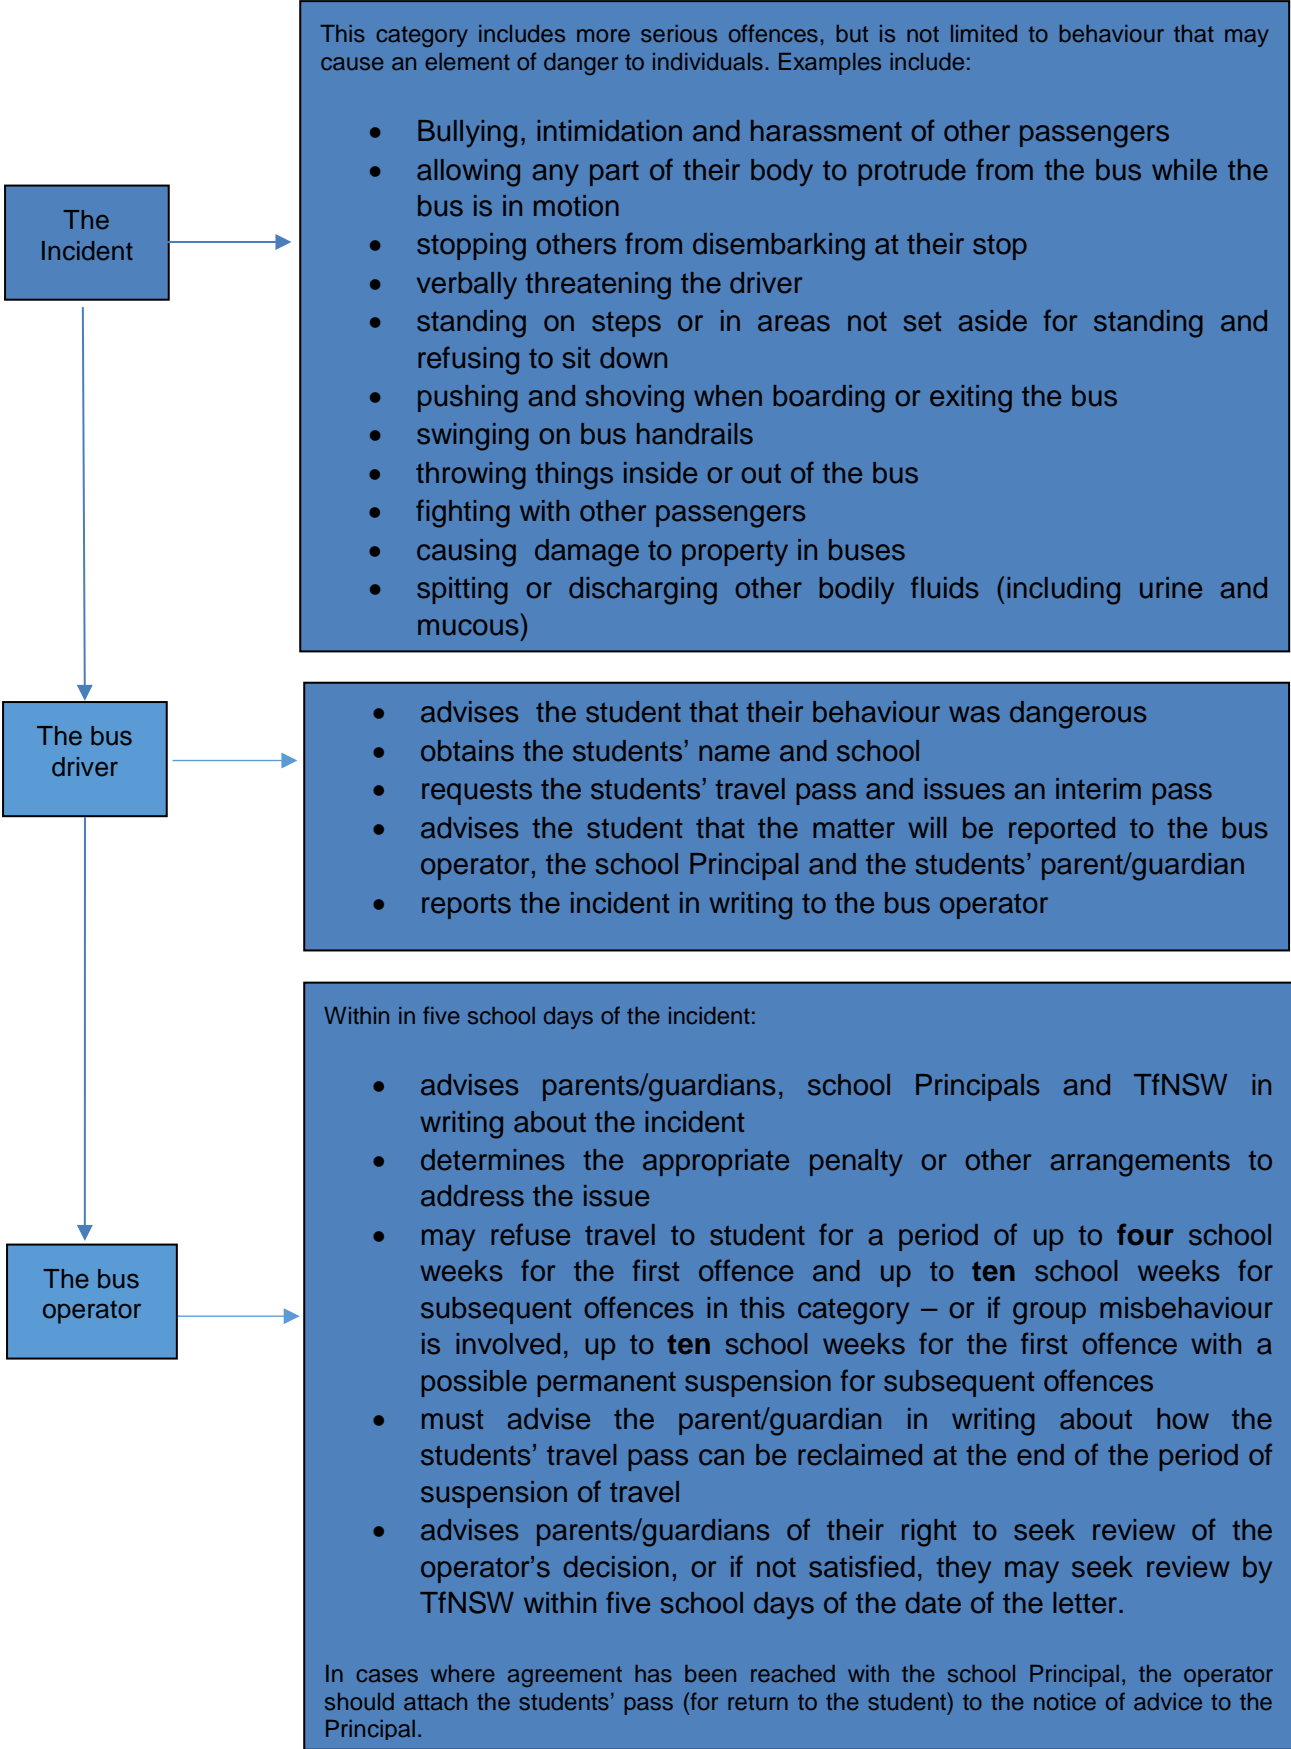 This category includes more serious offences, but is not limited to behaviour that may
cause an element of danger to individuals. Examples include:
• Bullying, intimidation and harassment of other passengers
• allowing any part of their body to protrude from the bus while the
bus is in motion
• stopping others from disembarking at their stop
• verbally threatening the driver
• standing on steps or in areas not set aside for standing and
refusing to sit down
• pushing and shoving when boarding or exiting the bus
• swinging on bus handrails
• throwing things inside or out of the bus
• fighting with other passengers
• causing  damage to property in buses
• spitting or discharging other bodily fluids (including urine and
mucous)
The
Incident
The bus
driver
• advises  the student that their behaviour was dangerous
• obtains the students’ name and school
• requests the students’ travel pass and issues an interim pass
• advises the student that the matter will be reported to the bus
operator, the school Principal and the students’ parent/guardian
• reports the incident in writing to the bus operator
The bus
operator
Within in five school days of the incident:
• advises parents/guardians, school Principals and TfNSW in
writing about the incident
• determines the appropriate penalty or other arrangements to
address the issue
• may refuse travel to student for a period of up to four school
weeks for the first offence and up to ten school weeks for
subsequent offences in this category – or if group misbehaviour
is involved, up to ten school weeks for the first offence with a
possible permanent suspension for subsequent offences
• must advise the parent/guardian in writing about how the
students’ travel pass can be reclaimed at the end of the period of
suspension of travel
• advises parents/guardians of their right to seek review of the
operator’s decision, or if not satisfied, they may seek review by
TfNSW within five school days of the date of the letter.
In cases where agreement has been reached with the school Principal, the operator
should attach the students’ pass (for return to the student) to the notice of advice to the
Principal.